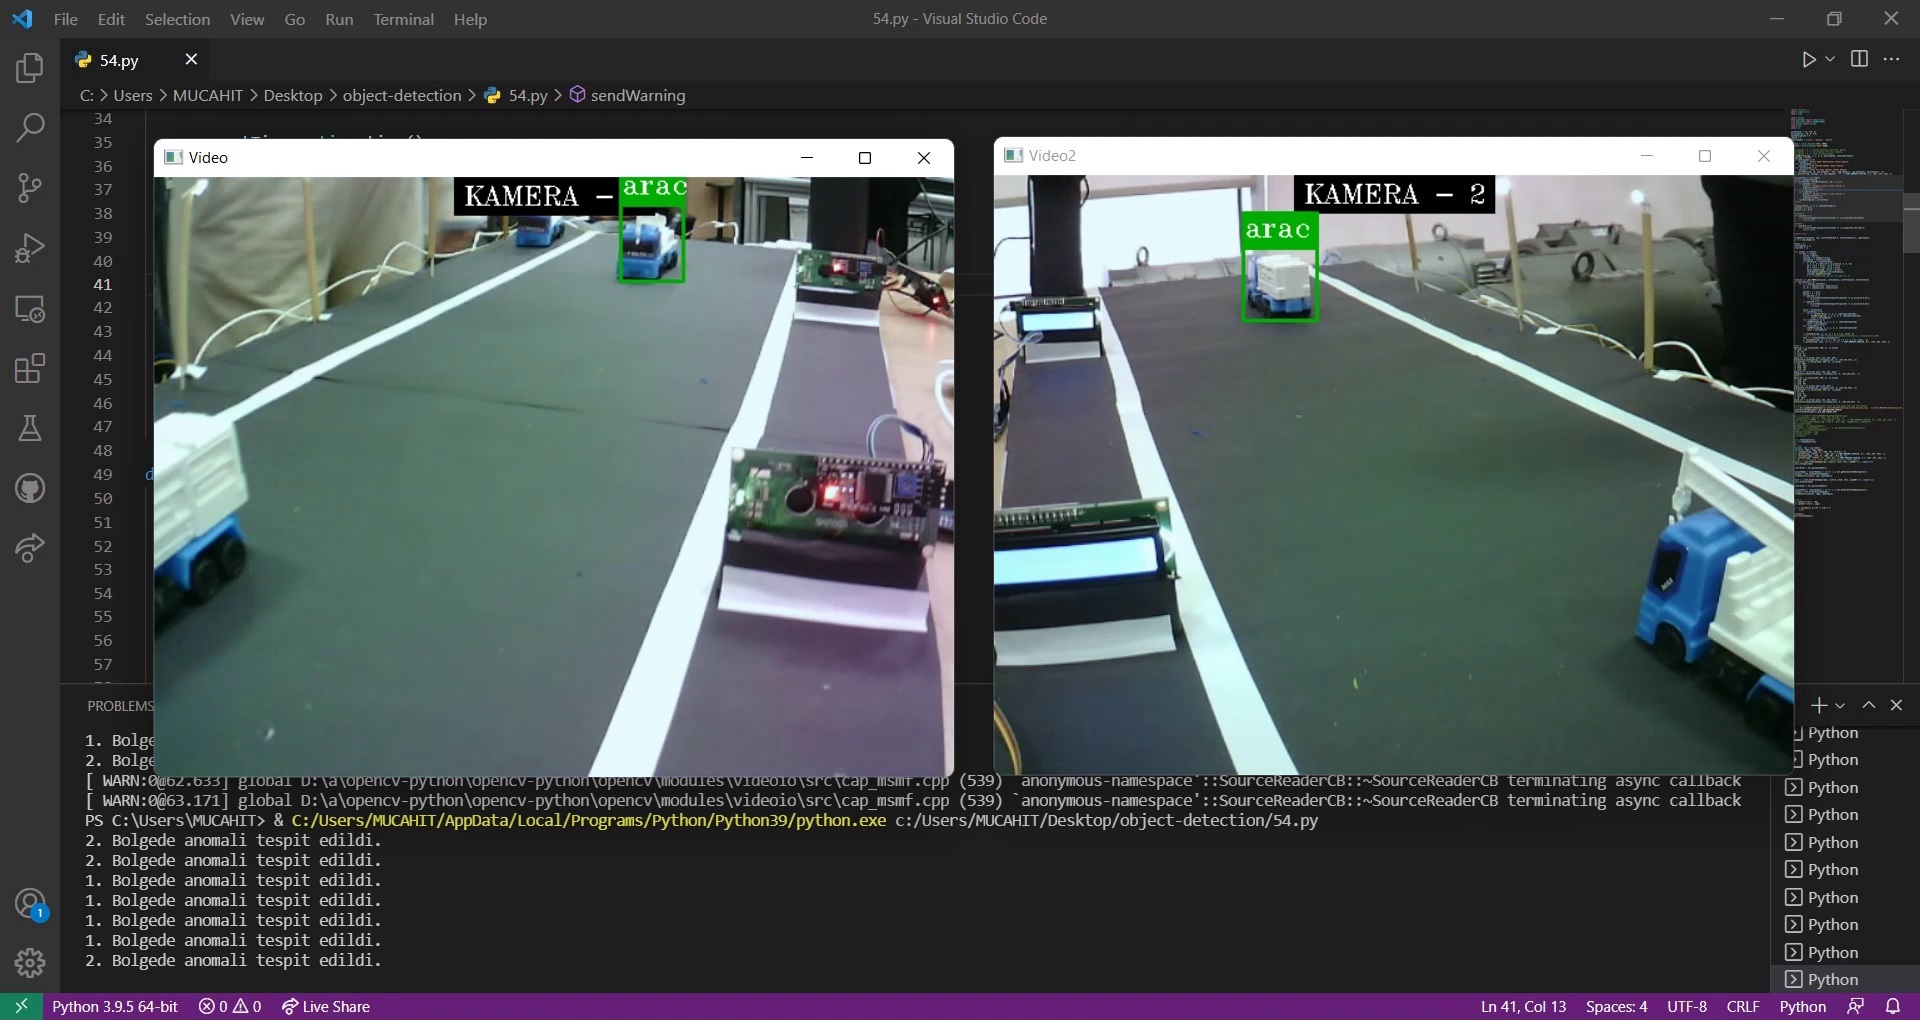 File Edit Selection View Go Run Terminal Help
54.py - Visual Studio Code
54.py
C: > Users > MUCAHIT > Desktop > object-detection > 54.py > sendWarning
34
35
36
37
38
39
40
41
42
43
44
45
46
47
48
49 d
50
51
52
53
54
55
56
57
Video
KAMERA -
arac
Video2
KAMERA - 2
arac
PROBLEMS
1. Bolge
2. Bolge
[ WARN:0@62.633] global D:\a\opencv-python\opencv-python\opencv\modules\videoio\src\cap_msmf.cpp (539) `anonymous-namespace'::SourceReaderCB::~SourceReaderCB terminating async callback
[ WARN:0@63.171] global D:\a\opencv-python\opencv-python\opencv\modules\videoio\src\cap_msmf.cpp (539) `anonymous-namespace'::SourceReaderCB::~SourceReaderCB terminating async callback
PS C:\Users\MUCAHIT> & C:/Users/MUCAHIT/AppData/Local/Programs/Python/Python39/python.exe c:/Users/MUCAHIT/Desktop/object-detection/54.py
2. Bolgede anomali tespit edildi.
2. Bolgede anomali tespit edildi.
1. Bolgede anomali tespit edildi.
1. Bolgede anomali tespit edildi.
1. Bolgede anomali tespit edildi.
1. Bolgede anomali tespit edildi.
2. Bolgede anomali tespit edildi.
Python
Python
Python
Python
Python
Python
Python
Python
Python
Python
1
Python 3.9.5 64-bit 0 0 Live Share
Ln 41, Col 13 Spaces: 4 UTF-8 CRLF Python